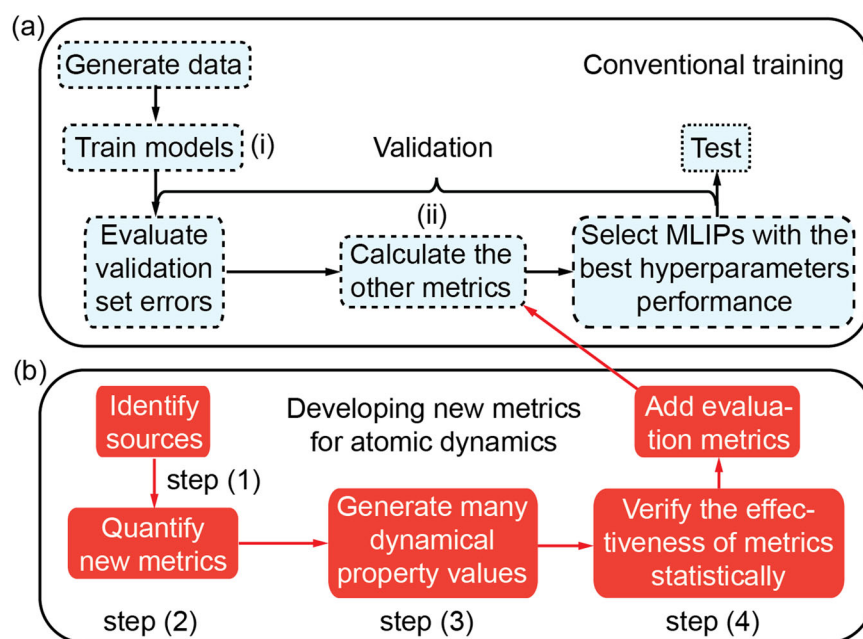 (a)
Generate data
Conventional training
Train models
(i)
Validation
Test
(ii)
Evaluate
validation
set errors
Calculate the
other metrics
Select MLIPs with the
best hyperparameters
performance
(b)
Identify
sources
Developing new metrics
for atomic dynamics
Add evalua-
tion metrics
step (1)
Quantify
new metrics
Generate many
dynamical
property values
Verify the effec-
tiveness of metrics
statistically
step (2)
step (3)
step (4)